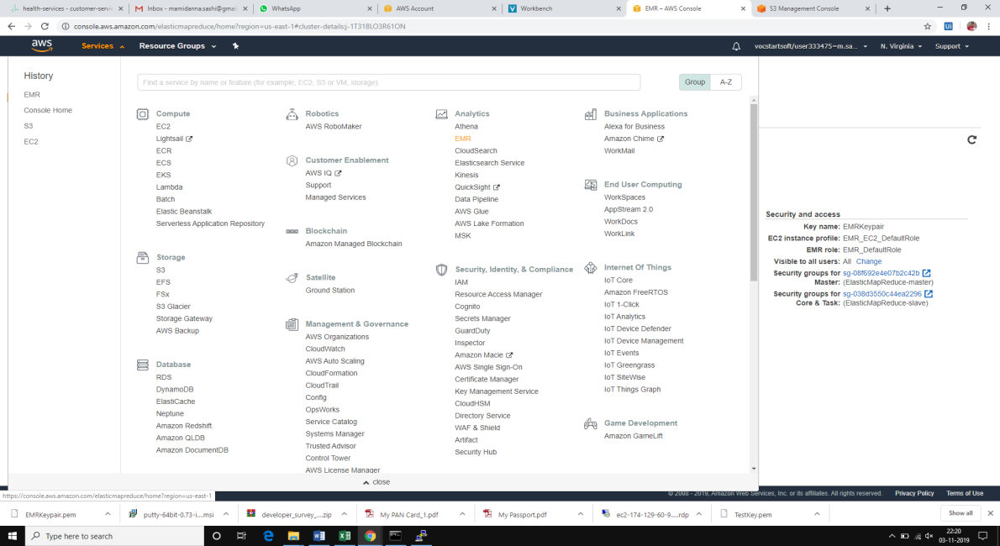 health-services - customer-servic
Inbox - mamidanna.sashi@gmail
WhatsApp
AWS Account
Workbench
EMR – AWS Console
S3 Management Console
console.aws.amazon.com/elasticmapreduce/home?region=us-east-1#cluster-details:j-1T31BLO3R61ON
aws
Services
Resource Groups
vocstartsoft/user333475=m.sa...
N. Virginia
Support
History
EMR
Console Home
S3
EC2
Find a service by name or feature (for example, EC2, S3 or VM, storage).
Group
A-Z
Compute
EC2
Lightsail
ECR
ECS
EKS
Lambda
Batch
Elastic Beanstalk
Serverless Application Repository
Storage
S3
EFS
FSx
S3 Glacier
Storage Gateway
AWS Backup
Database
RDS
DynamoDB
ElastiCache
Neptune
Amazon Redshift
Amazon QLDB
Amazon DocumentDB
Robotics
AWS RoboMaker
Customer Enablement
AWS IQ
Support
Managed Services
Blockchain
Amazon Managed Blockchain
Satellite
Ground Station
Management & Governance
AWS Organizations
CloudWatch
AWS Auto Scaling
CloudFormation
CloudTrail
Config
OpsWorks
Service Catalog
Systems Manager
Trusted Advisor
Control Tower
AWS License Manager
Analytics
Athena
EMR
CloudSearch
Elasticsearch Service
Kinesis
QuickSight
Data Pipeline
AWS Glue
AWS Lake Formation
MSK
Security, Identity, & Compliance
IAM
Resource Access Manager
Cognito
Secrets Manager
GuardDuty
Inspector
Amazon Macie
AWS Single Sign-On
Certificate Manager
Key Management Service
CloudHSM
Directory Service
WAF & Shield
Artifact
Security Hub
Business Applications
Alexa for Business
Amazon Chime
WorkMail
End User Computing
WorkSpaces
AppStream 2.0
WorkDocs
WorkLink
Internet Of Things
IoT Core
Amazon FreeRTOS
IoT 1-Click
IoT Analytics
IoT Device Defender
IoT Device Management
IoT Events
IoT Greengrass
IoT SiteWise
IoT Things Graph
Game Development
Amazon GameLift
close
Security and access
Key name: EMRKeypair
EC2 instance profile: EMR_EC2_DefaultRole
EMR role: EMR_DefaultRole
Visible to all users: All Change
Security groups for sg-08f692e4e07b2c42b
Master: (ElasticMapReduce-master)
Security groups for sg-038d3550c44ea2296
Core & Task: (ElasticMapReduce-slave)
https://console.aws.amazon.com/elasticmapreduce/home?region=us-east-1
© 2008 - 2019, Amazon Web Services, Inc. or its affiliates. All rights reserved.
Privacy Policy
Terms of Use
EMRKeypair.pem
putty-64bit-0.73-i....msi
developer_survey_....zip
My PAN Card_1.pdf
My Passport.pdf
ec2-174-129-60-9.....rdp
TestKey.pem
Show all
Type here to search
22:20
03-11-2019